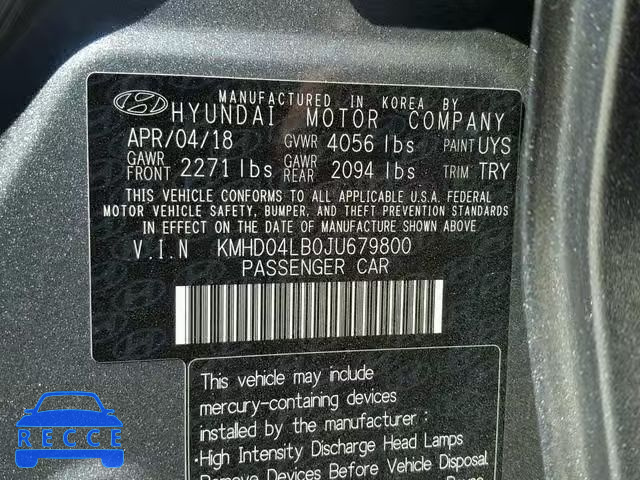 MANUFACTURED IN KOREA BY
HYUNDAI MOTOR COMPANY
APR/04/18 GVWR 4056 lbs PAINT UYS
GAWR FRONT 2271 lbs GAWR REAR 2094 lbs TRIM TRY
THIS VEHICLE CONFORMS TO ALL APPLICABLE U.S.A. FEDERAL
MOTOR VEHICLE SAFETY, BUMPER, AND THEFT PREVENTION STANDARDS
IN EFFECT ON THE DATE OF MANUFACTURE SHOWN ABOVE.
V.I.N KMHD04LB0JU679800
PASSENGER CAR
This vehicle may include
mercury-containing devices
installed by the manufacturer :
•High Intensity Discharge Head Lamps
Remove Devices Before Vehicle Disposal.
RECCE